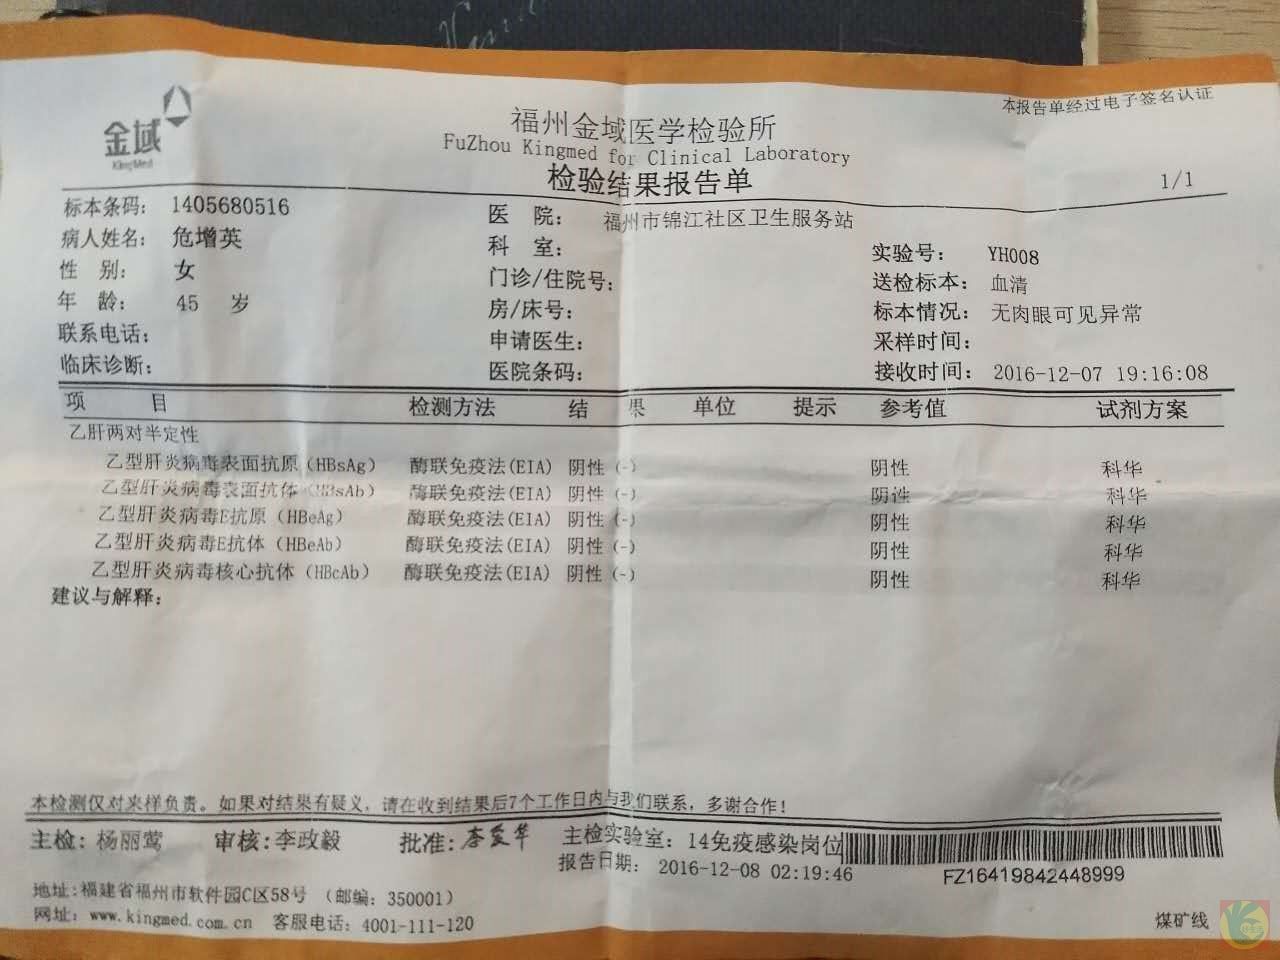 本报告单经过电子签名认证
金域
KingMed
福州金域医学检验所
FuZhou Kingmed for Clinical Laboratory
检验结果报告单
1/1
标本条码: 1405680516
病人姓名: 危增英
性 别: 女
年 龄: 45 岁
联系电话:
临床诊断:
医 院: 福州市锦江社区卫生服务站
科 室:
门诊/住院号:
房/床号:
申请医生:
医院条码:
实验号: YH008
送检标本: 血清
标本情况: 无肉眼可见异常
采样时间:
接收时间: 2016-12-07 19:16:08
项 目 检测方法 结 果 单位 提示 参考值 试剂方案
乙肝两对半定性
乙型肝炎病毒表面抗原(HBsAg) 酶联免疫法(EIA) 阴性(-) 阴性 科华
乙型肝炎病毒表面抗体(HBsAb) 酶联免疫法(EIA) 阴性(-) 阴性 科华
乙型肝炎病毒E抗原(HBeAg) 酶联免疫法(EIA) 阴性(-) 阴性 科华
乙型肝炎病毒E抗体(HBeAb) 酶联免疫法(EIA) 阴性(-) 阴性 科华
乙型肝炎病毒核心抗体(HBcAb) 酶联免疫法(EIA) 阴性(-) 阴性 科华
建议与解释:
本检测仅对来样负责。如果对结果有疑义，请在收到结果后7个工作日内与我们联系，多谢合作!
主检: 杨丽莺 审核:李政毅 批准: 主检实验室: 14免疫感染岗位
报告日期: 2016-12-08 02:19:46
FZ16419842448999
地址:福建省福州市软件园C区58号 (邮编: 350001)
网址: www.kingmed.com.cn 客服电话: 4001-111-120
煤矿线